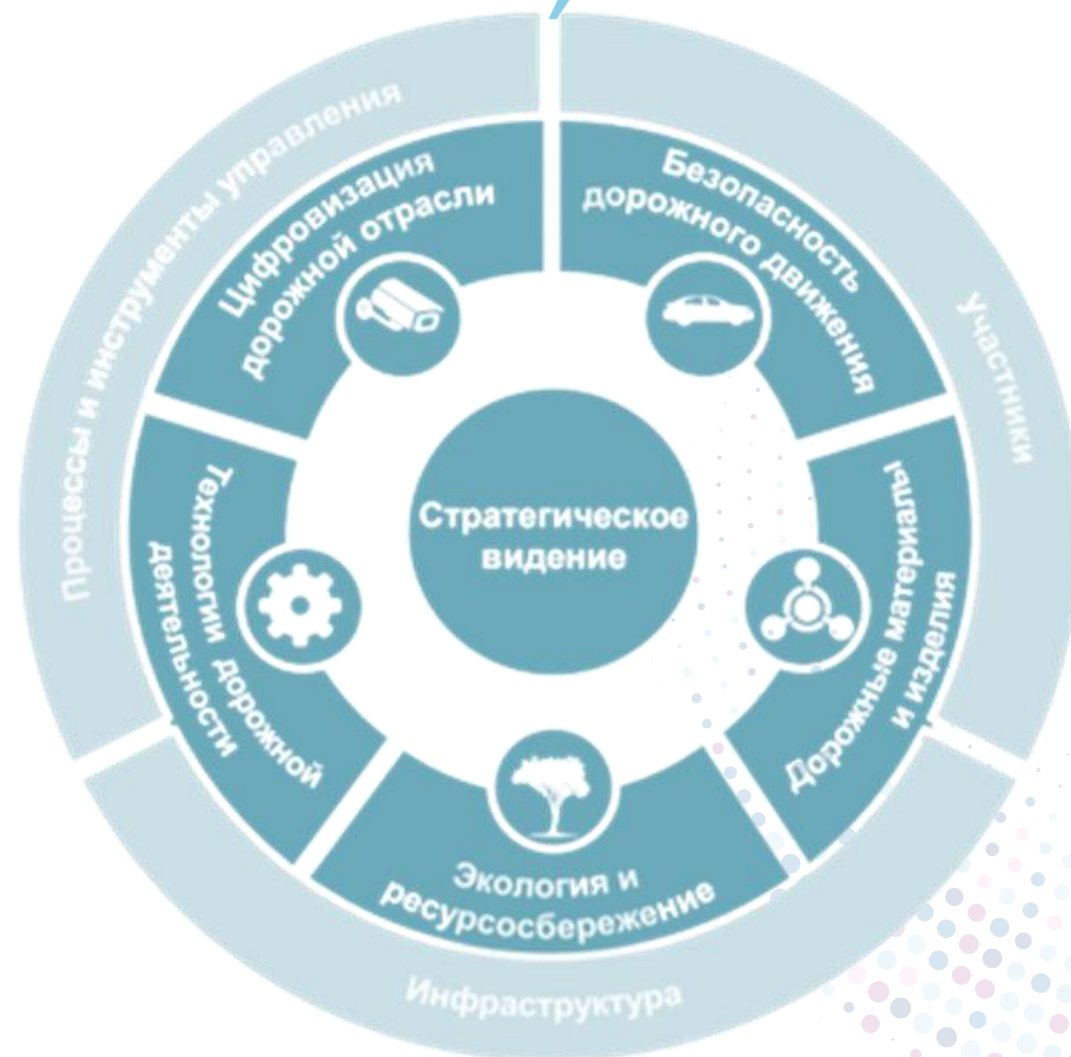 Процессы и инструменты управления
Участники
Инфраструктура
Цифровизация
дорожной отрасли
Безопасность
дорожного движения
Дорожные материалы
и изделия
Экология и
ресурсосбережение
Технологии дорожной
деятельности
Стратегическое
видение